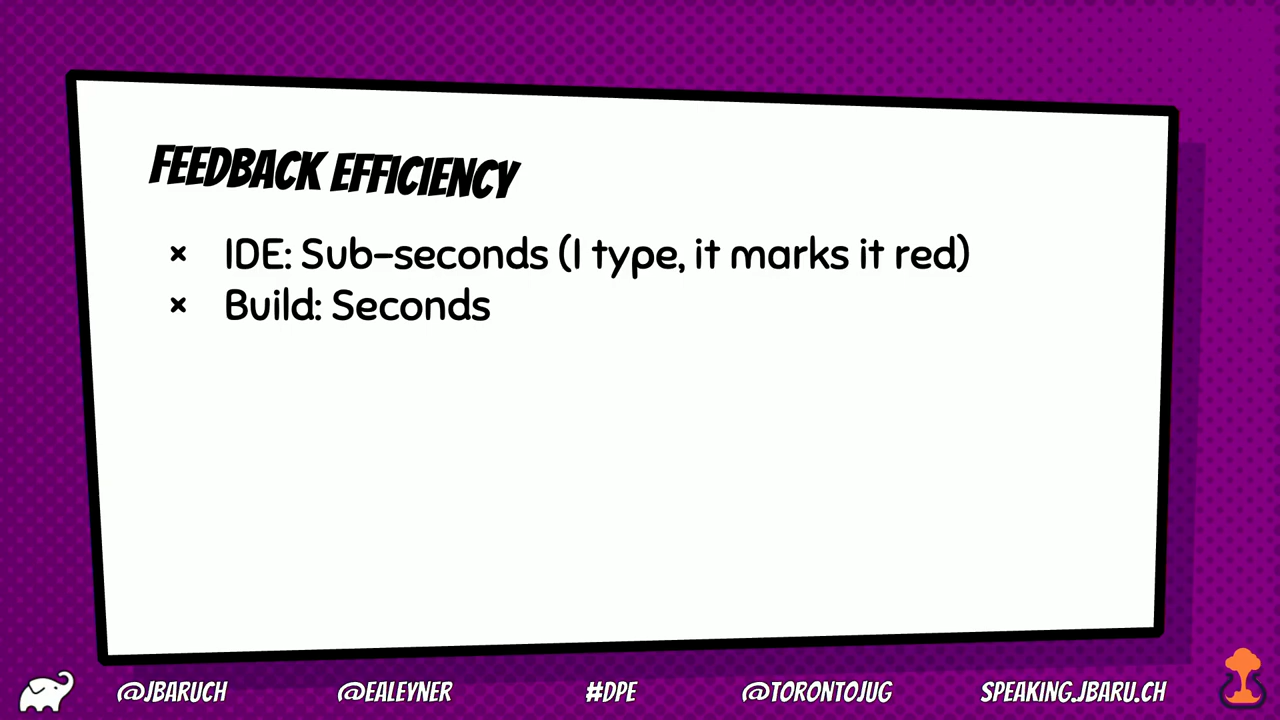 FEEDBACK EFFICIENCY
× IDE: Sub-seconds (I type, it marks it red)
× Build: Seconds
@JBARUCH @EALEYNER #DPE @TORONTOJUG SPEAKING.JBARU.CH